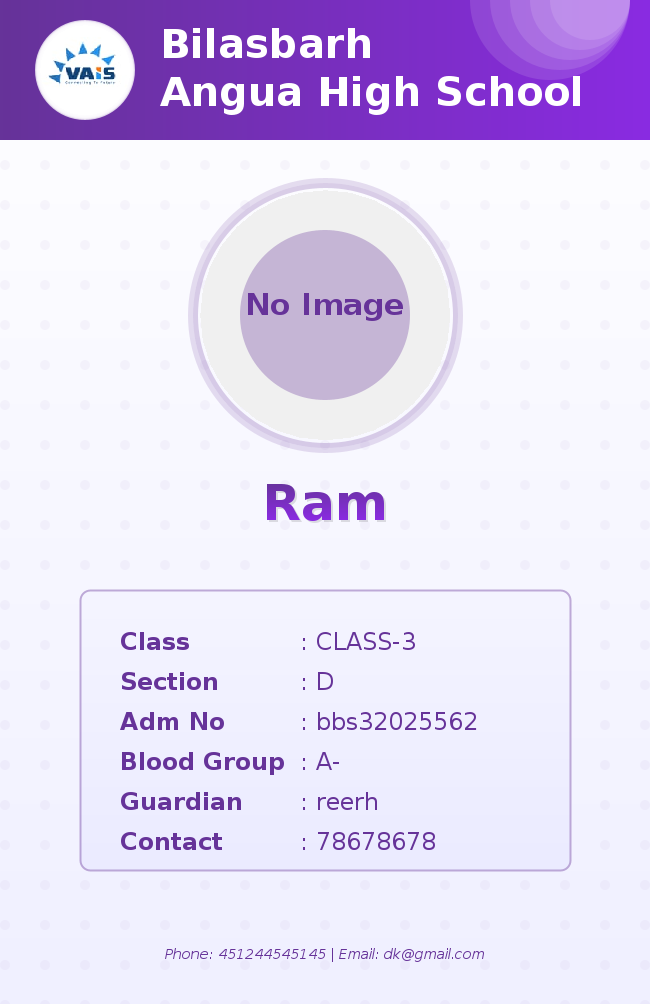 VAIS
Connecting To Future
Bilasbarh
Angua High School
No Image
Ram
Class : CLASS-3
Section : D
Adm No : bbs32025562
Blood Group : A-
Guardian : reerh
Contact : 78678678
Phone: 451244545145 | Email: dk@gmail.com